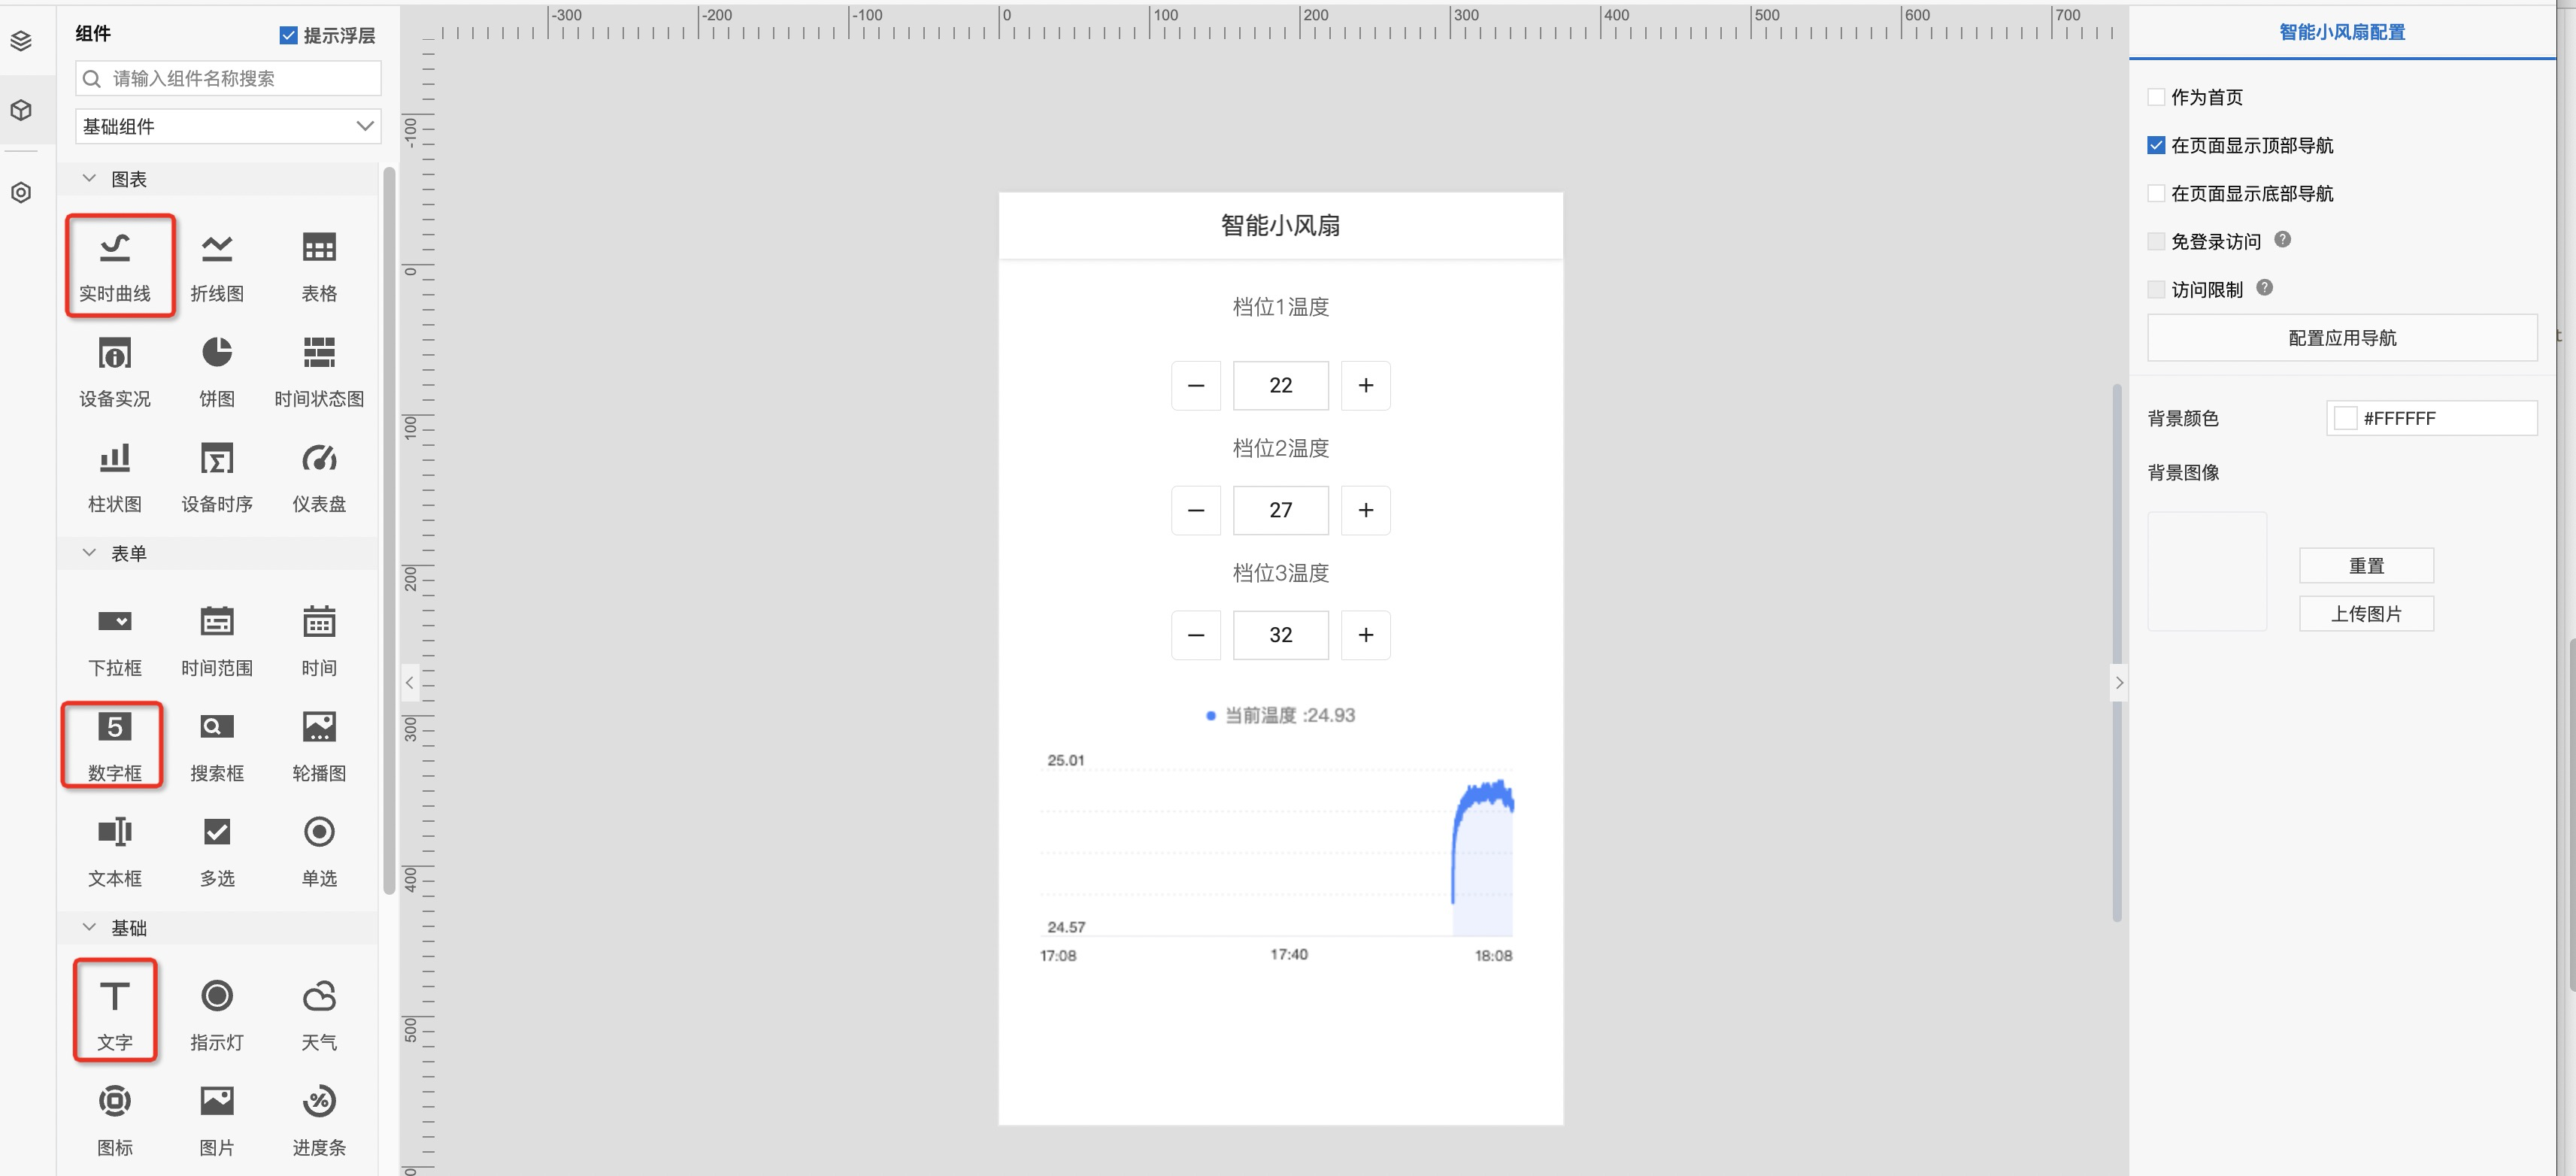 组件
提示浮层
请输入组件名称搜索
基础组件
图表
实时曲线 折线图 表格
设备实况 饼图 时间状态图
柱状图 设备时序 仪表盘
表单
下拉框 时间范围 时间
5
数字框 搜索框 轮播图
文本框 多选 单选
基础
T
文字 指示灯 天气
%
图标 图片 进度条
-300 -200 -100 0 100 200 300 400 500 600 700
-100
0
100
200
300
400
500
智能小风扇
档位1温度
— 22 +
档位2温度
— 27 +
档位3温度
— 32 +
当前温度 :24.93
25.01
24.57
17:08 17:40 18:08
智能小风扇配置
作为首页
在页面显示顶部导航
在页面显示底部导航
免登录访问 ?
访问限制 ?
配置应用导航
背景颜色 #FFFFFF
背景图像
重置
上传图片